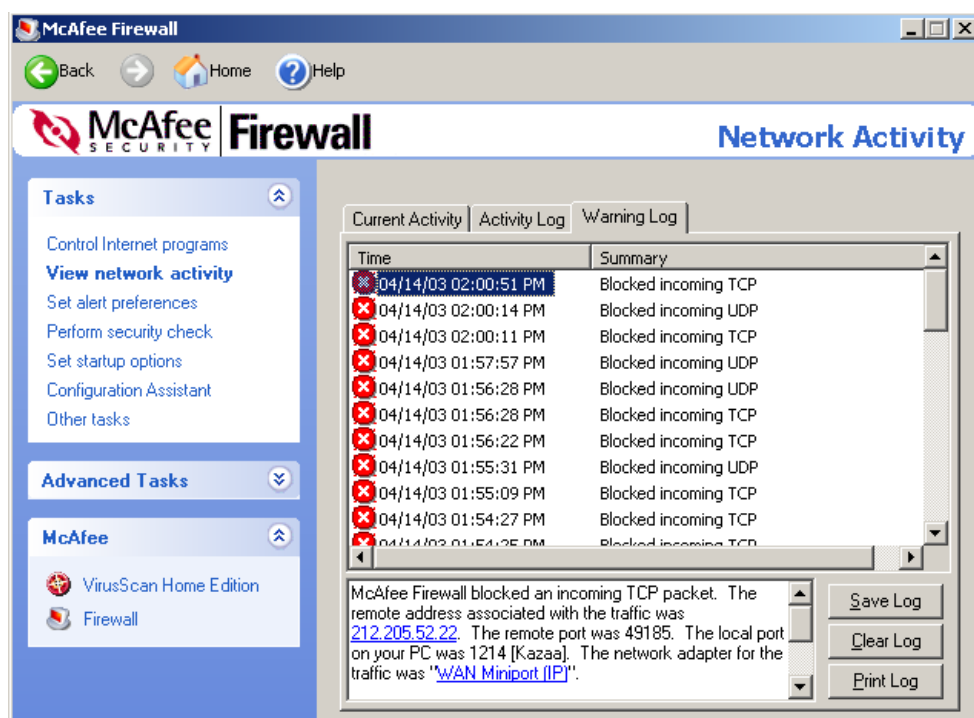 McAfee Firewall
Back Home Help
McAfee SECURITY Firewall
Network Activity
Tasks
Control Internet programs
View network activity
Set alert preferences
Perform security check
Set startup options
Configuration Assistant
Other tasks
Advanced Tasks
McAfee
VirusScan Home Edition
Firewall
Current Activity Activity Log Warning Log
Time Summary
04/14/03 02:00:51 PM Blocked incoming TCP
04/14/03 02:00:14 PM Blocked incoming UDP
04/14/03 02:00:11 PM Blocked incoming TCP
04/14/03 01:57:57 PM Blocked incoming UDP
04/14/03 01:56:28 PM Blocked incoming UDP
04/14/03 01:56:28 PM Blocked incoming TCP
04/14/03 01:56:22 PM Blocked incoming TCP
04/14/03 01:55:31 PM Blocked incoming UDP
04/14/03 01:55:09 PM Blocked incoming TCP
04/14/03 01:54:27 PM Blocked incoming TCP
04/14/03 01:54:25 PM Blocked incoming TCP
McAfee Firewall blocked an incoming TCP packet. The
remote address associated with the traffic was
212.205.52.22. The remote port was 49185. The local port
on your PC was 1214 [Kazaa]. The network adapter for the
traffic was "WAN Miniport (IP)".
Save Log
Clear Log
Print Log